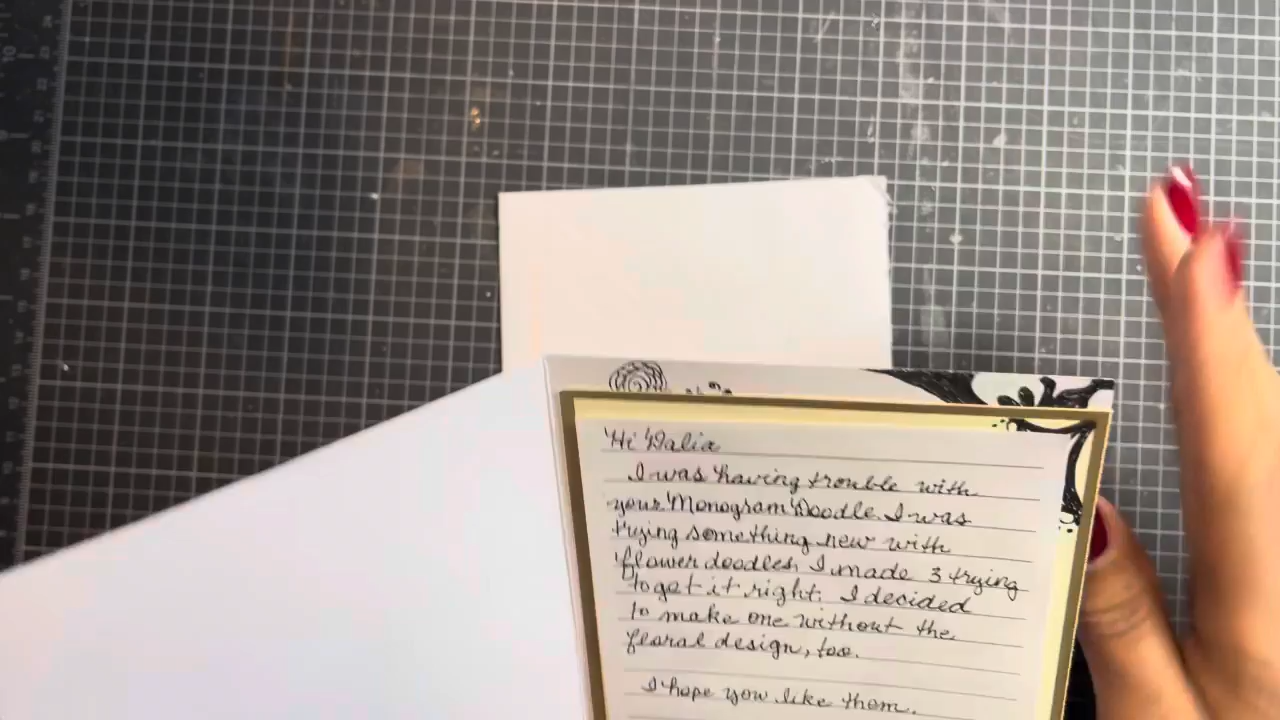 Hi Dalia
I was having trouble with
your Monogram Doodle. I was
trying something new with
flower doodles. I made 3 trying
to get it right. I decided
to make one without the
floral design, too.
I hope you like them.